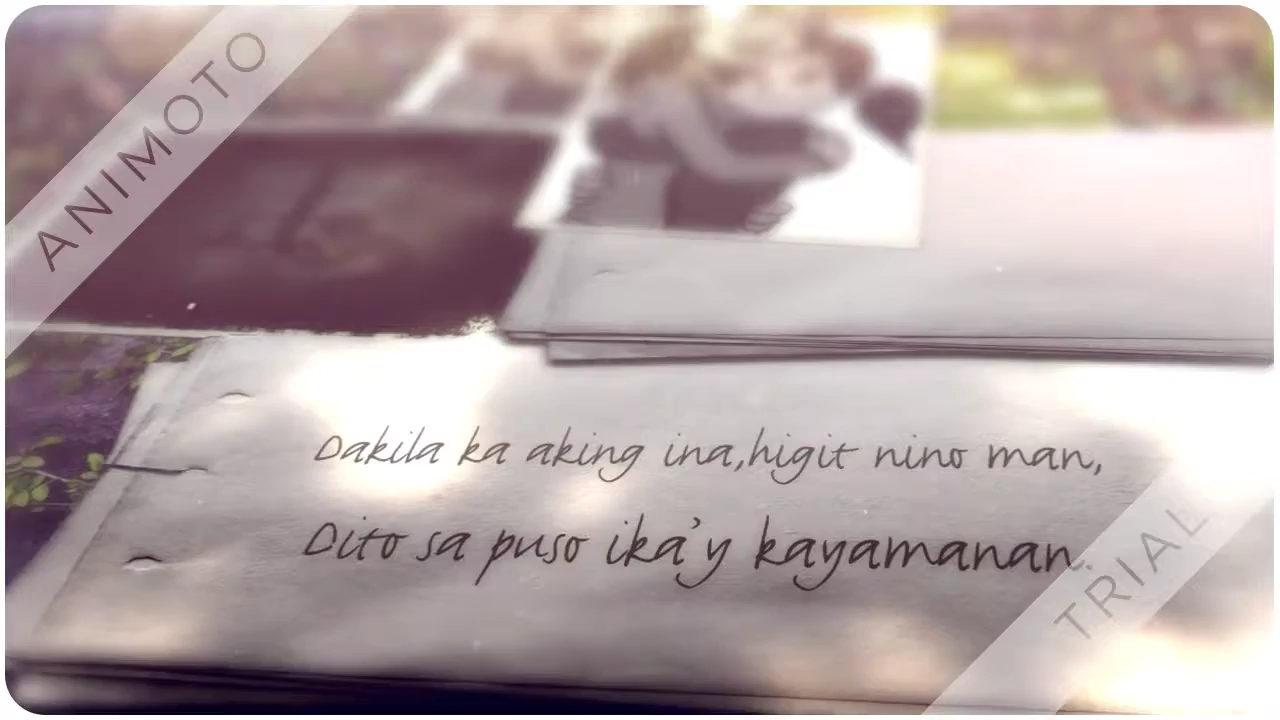 ANIMOTO
Dakila ka aking ina,higit nino man,
Dito sa puso ika'y kayamanan.
TRIAL